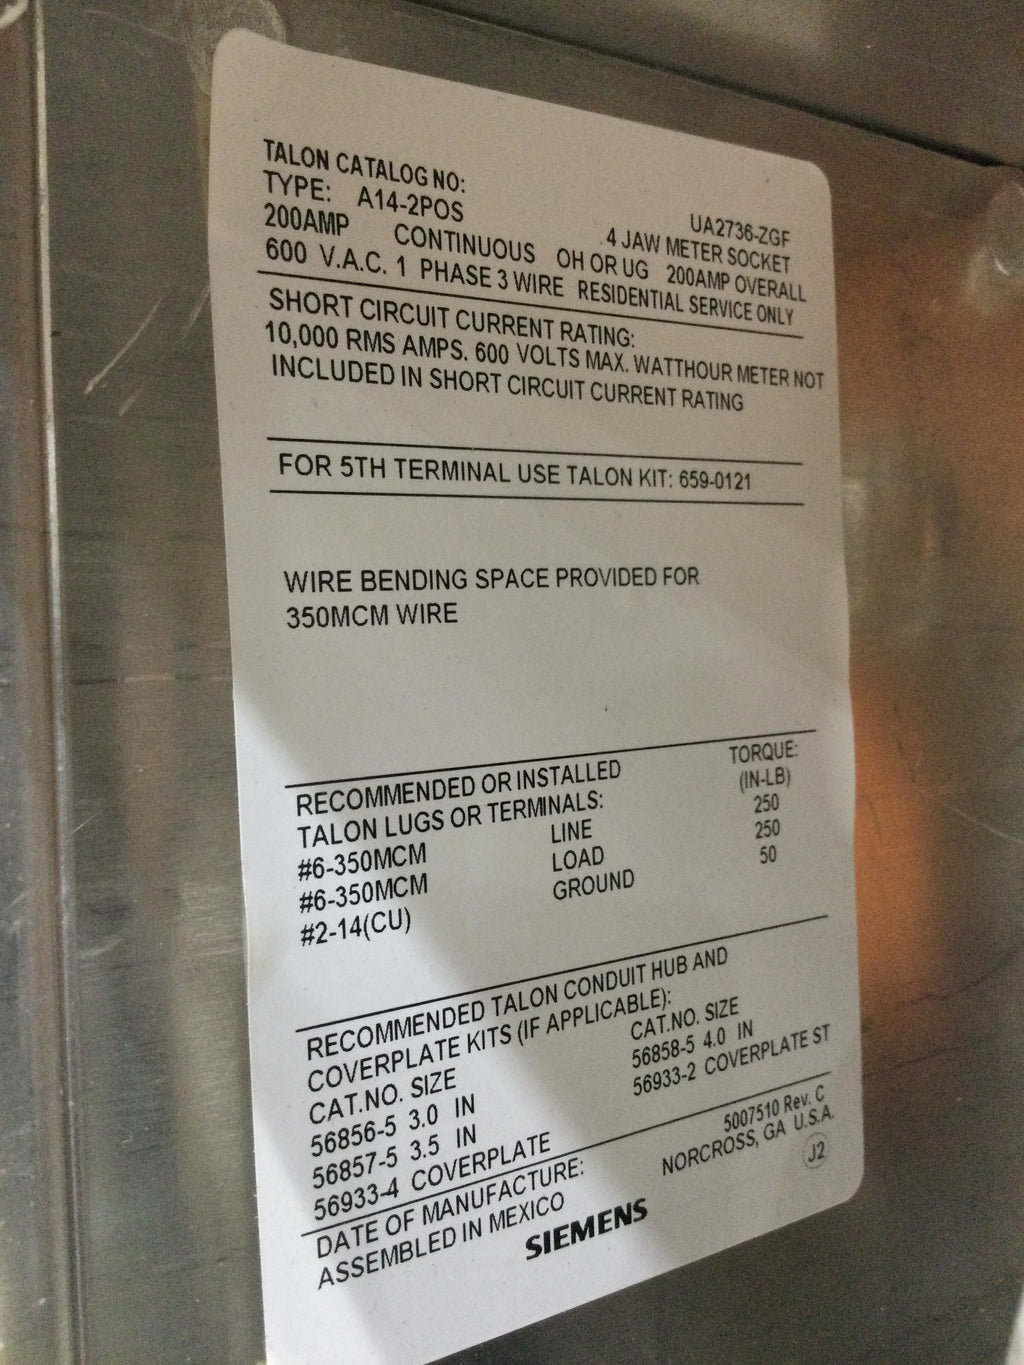 TALON CATALOG NO: UA2736-ZGF
TYPE: A14-2POS 4 JAW METER SOCKET
200AMP CONTINUOUS OH OR UG 200AMP OVERALL
600 V.A.C. 1 PHASE 3 WIRE RESIDENTIAL SERVICE ONLY
SHORT CIRCUIT CURRENT RATING:
10,000 RMS AMPS. 600 VOLTS MAX. WATTHOUR METER NOT
INCLUDED IN SHORT CIRCUIT CURRENT RATING
FOR 5TH TERMINAL USE TALON KIT: 659-0121
WIRE BENDING SPACE PROVIDED FOR
350MCM WIRE
RECOMMENDED OR INSTALLED TORQUE:
TALON LUGS OR TERMINALS: (IN-LB)
#6-350MCM LINE 250
#6-350MCM LOAD 250
#2-14(CU) GROUND 50
RECOMMENDED TALON CONDUIT HUB AND
COVERPLATE KITS (IF APPLICABLE):
CAT.NO. SIZE CAT.NO. SIZE
56856-5 3.0 IN 56858-5 4.0 IN
56857-5 3.5 IN 56933-2 COVERPLATE ST
56933-4 COVERPLATE
DATE OF MANUFACTURE: 5007510 Rev. C
ASSEMBLED IN MEXICO NORCROSS, GA U.S.A.
SIEMENS J2